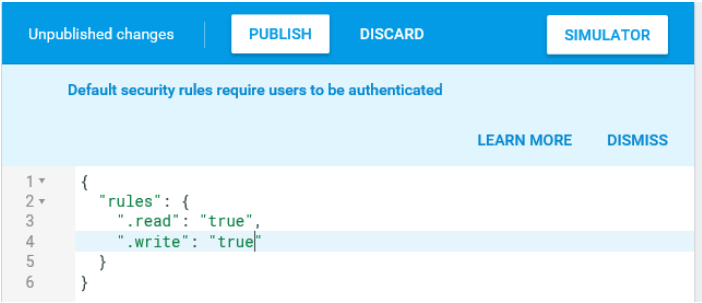 Unpublished changes PUBLISH DISCARD SIMULATOR
Default security rules require users to be authenticated
LEARN MORE DISMISS
1 {
2 "rules": {
3 ".read": "true",
4 ".write": "true"
5 }
6 }